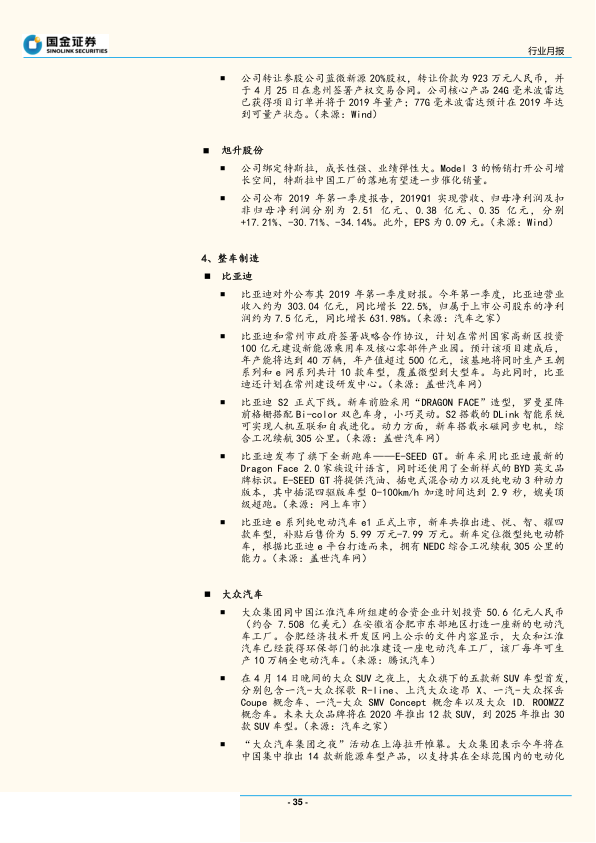 国金证券
SINOLINK SECURITIES
行业月报
■ 公司转让参股公司蓝微新源 20%股权，转让价款为 923 万元人民币，并
于 4 月 25 日在惠州签署产权交易合同。公司核心产品 24G 毫米波雷达
已获得项目订单并将于 2019 年量产；77G 毫米波雷达预计在 2019 年达
到可量产状态。（来源：Wind）
■ 旭升股份
■ 公司绑定特斯拉，成长性强、业绩弹性大。Model 3 的畅销打开公司增
长空间，特斯拉中国工厂的落地有望进一步催化销量。
■ 公司公布 2019 年第一季度报告，2019Q1 实现营收、归母净利润及扣
非归母净利润分别为 2.51 亿元、0.38 亿元、0.35 亿元，分别
+17.21%、-30.71%、-34.14%。此外，EPS 为 0.09 元。（来源：Wind）
4、整车制造
■ 比亚迪
■ 比亚迪对外公布其 2019 年第一季度财报。今年第一季度，比亚迪营业
收入约为 303.04 亿元，同比增长 22.5%，归属于上市公司股东的净利
润约为 7.5 亿元，同比增长 631.98%。（来源：汽车之家）
■ 比亚迪和常州市政府签署战略合作协议，计划在常州国家高新区投资
100 亿元建设新能源乘用车及核心零部件产业园。预计该项目建成后，
年产能将达到 40 万辆，年产值超过 500 亿元，该基地将同时生产王朝
系列和 e 网系列共计 10 款车型，覆盖微型到大型车。与此同时，比亚
迪还计划在常州建设研发中心。（来源：盖世汽车网）
■ 比亚迪 S2 正式下线。新车前脸采用“DRAGON FACE”造型，罗曼星阵
前格栅搭配 Bi-color 双色车身，小巧灵动。S2 搭载的 DLink 智能系统
可实现人机互联和自我进化。动力方面，新车搭载永磁同步电机，综
合工况续航 305 公里。（来源：盖世汽车网）
■ 比亚迪发布了旗下全新跑车——E-SEED GT。新车采用比亚迪最新的
Dragon Face 2.0 家族设计语言，同时还使用了全新样式的 BYD 英文品
牌标识。E-SEED GT 将提供汽油、插电式混合动力以及纯电动 3 种动力
版本，其中插混四驱版车型 0-100km/h 加速时间达到 2.9 秒，媲美顶
级超跑。（来源：网上车市）
■ 比亚迪 e 系列纯电动汽车 e1 正式上市，新车共推出进、悦、智、耀四
款车型，补贴后售价为 5.99 万元-7.99 万元。新车定位微型纯电动轿
车，根据比亚迪 e 平台打造而来，拥有 NEDC 综合工况续航 305 公里的
能力。（来源：盖世汽车网）
■ 大众汽车
■ 大众集团同中国江淮汽车所组建的合资企业计划投资 50.6 亿元人民币
（约合 7.508 亿美元）在安徽省合肥市东部地区打造一座新的电动汽
车工厂。合肥经济技术开发区网上公示的文件内容显示，大众和江淮
汽车已经获得环保部门的批准建设一座电动汽车工厂，该厂每年可生
产 10 万辆全电动汽车。（来源：腾讯汽车）
■ 在 4 月 14 日晚间的大众 SUV 之夜上，大众旗下的五款新 SUV 车型首发，
分别包含一汽-大众探歌 R-line、上汽大众途昂 X、一汽-大众探岳
Coupe 概念车、一汽-大众 SMV Concept 概念车以及大众 ID. ROOMZZ
概念车。未来大众品牌将在 2020 年推出 12 款 SUV，到 2025 年推出 30
款 SUV 车型。（来源：汽车之家）
■ “大众汽车集团之夜”活动在上海拉开帷幕。大众集团表示今年将在
中国集中推出 14 款新能源车型产品，以支持其在全球范围内的电动化
- 35 -